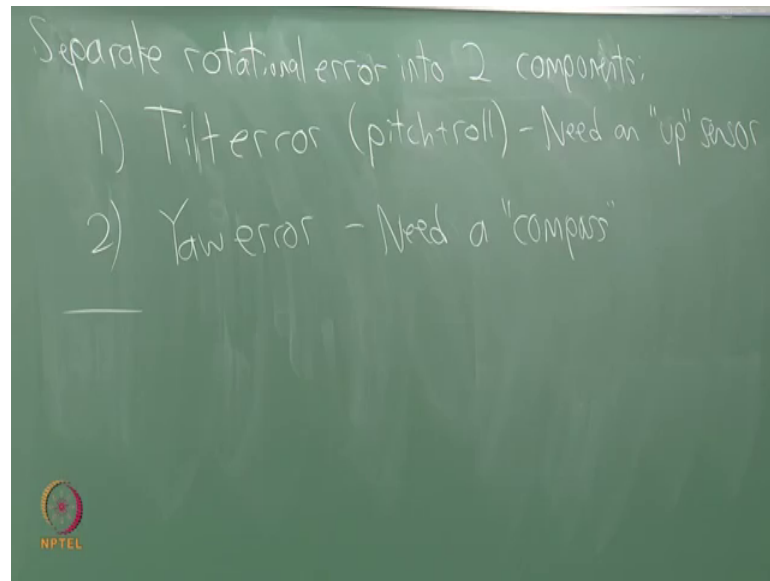 Separate rotational error into 2 components:
1) Tilt error (pitch+roll) - Need an "up" sensor
2) Yaw error - Need a "compass"
NPTEL